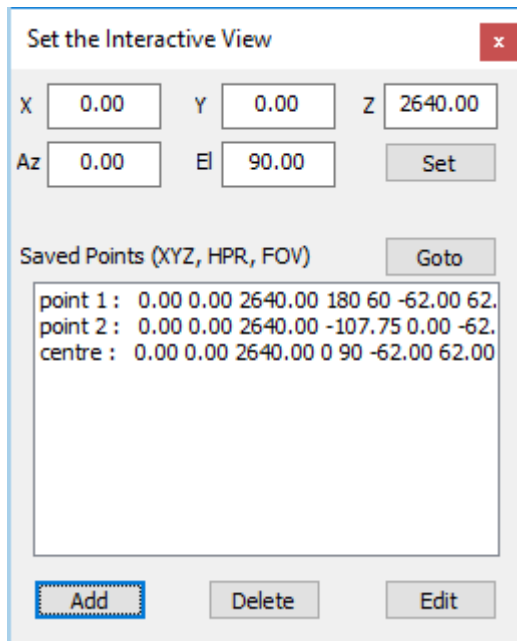 Set the Interactive View x
X 0.00 Y 0.00 Z 2640.00
Az 0.00 El 90.00 Set
Saved Points (XYZ, HPR, FOV) Goto
point 1 : 0.00 0.00 2640.00 180 60 -62.00 62.
point 2 : 0.00 0.00 2640.00 -107.75 0.00 -62.
centre : 0.00 0.00 2640.00 0 90 -62.00 62.00
Add Delete Edit